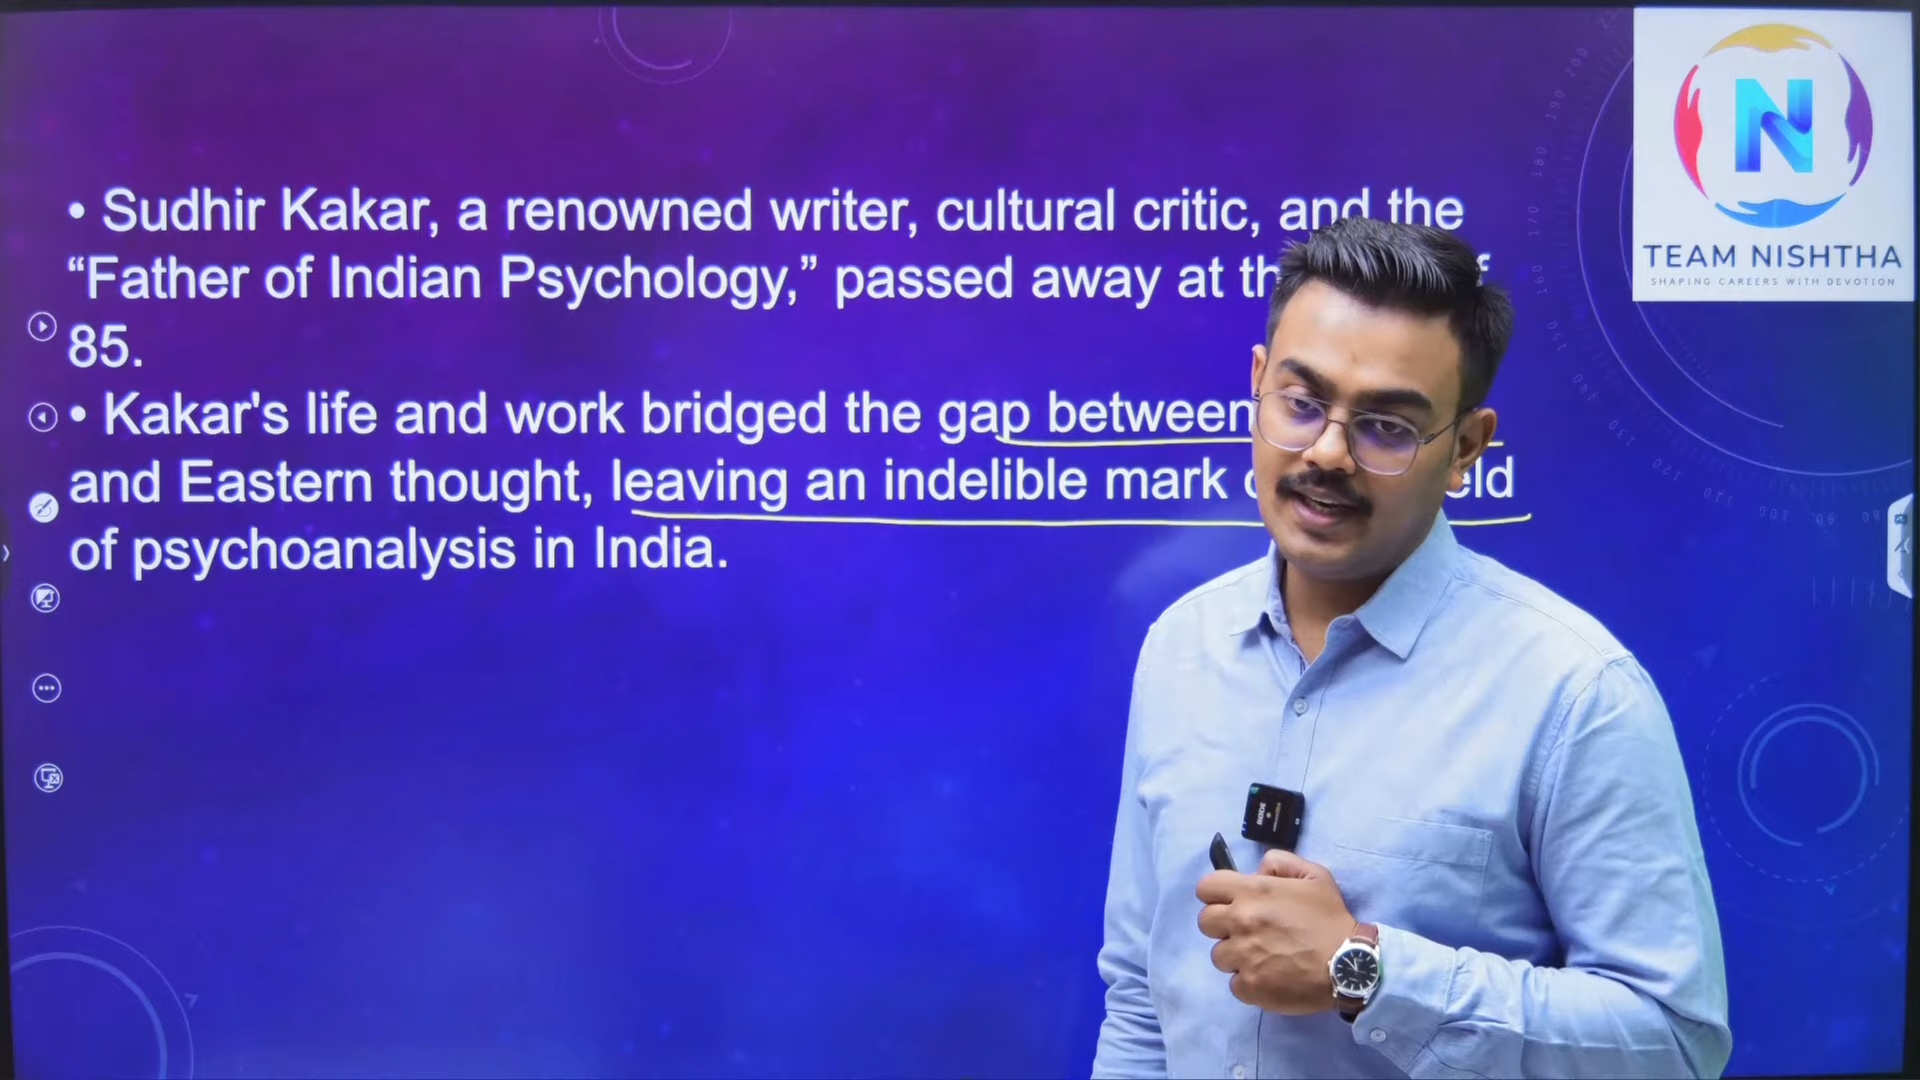 • Sudhir Kakar, a renowned writer, cultural critic, and the
“Father of Indian Psychology,” passed away at
85.
• Kakar's life and work bridged the gap between
and Eastern thought, leaving an indelible mark
of psychoanalysis in India.
N
TEAM NISHTHA
SHAPING CAREERS WITH DEVOTION
RODE